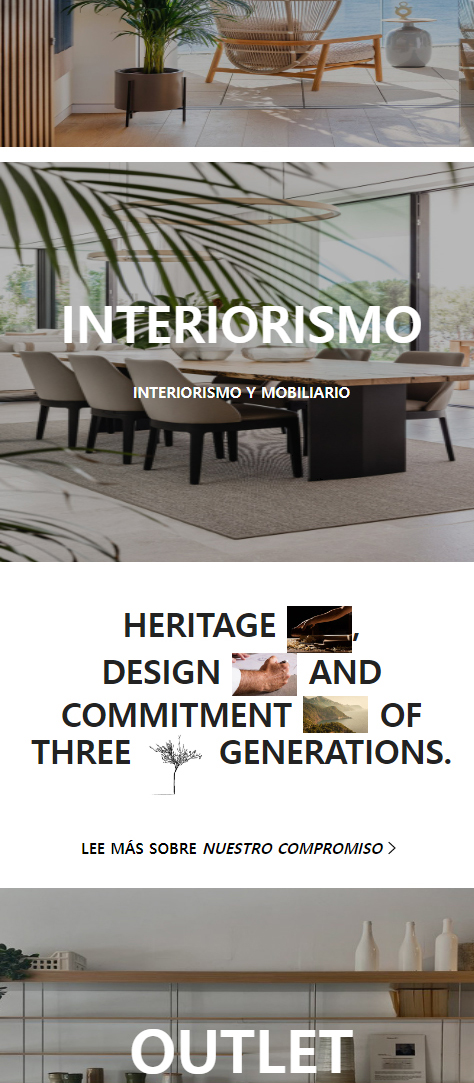 INTERIORISMO
INTERIORISMO Y MOBILIARIO
HERITAGE ,
DESIGN AND
COMMITMENT OF
THREE GENERATIONS.
LEE MÁS SOBRE NUESTRO COMPROMISO >
OUTLET